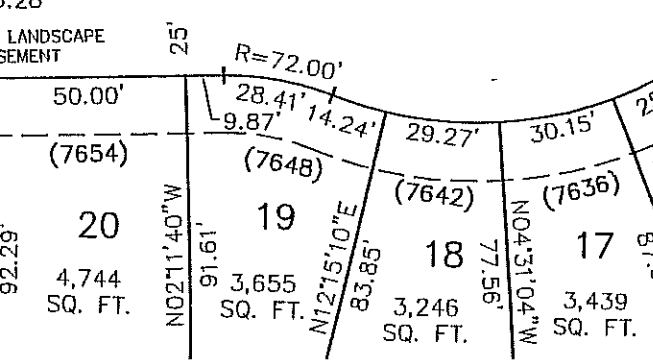 LANDSCAPE
25'
R=72.00'
50.00'
28.41'
14.24'
9.87'
29.27'
30.15'
(7654)
(7648)
(7642)
(7636)
20
19
18
17
92.29'
N02°11'40"W
91.61'
N12°15'10"E
83.85'
77.56'
N04°31'04"W
4,744
SQ. FT.
3,655
SQ. FT.
3,246
SQ. FT.
3,439
SQ. FT.